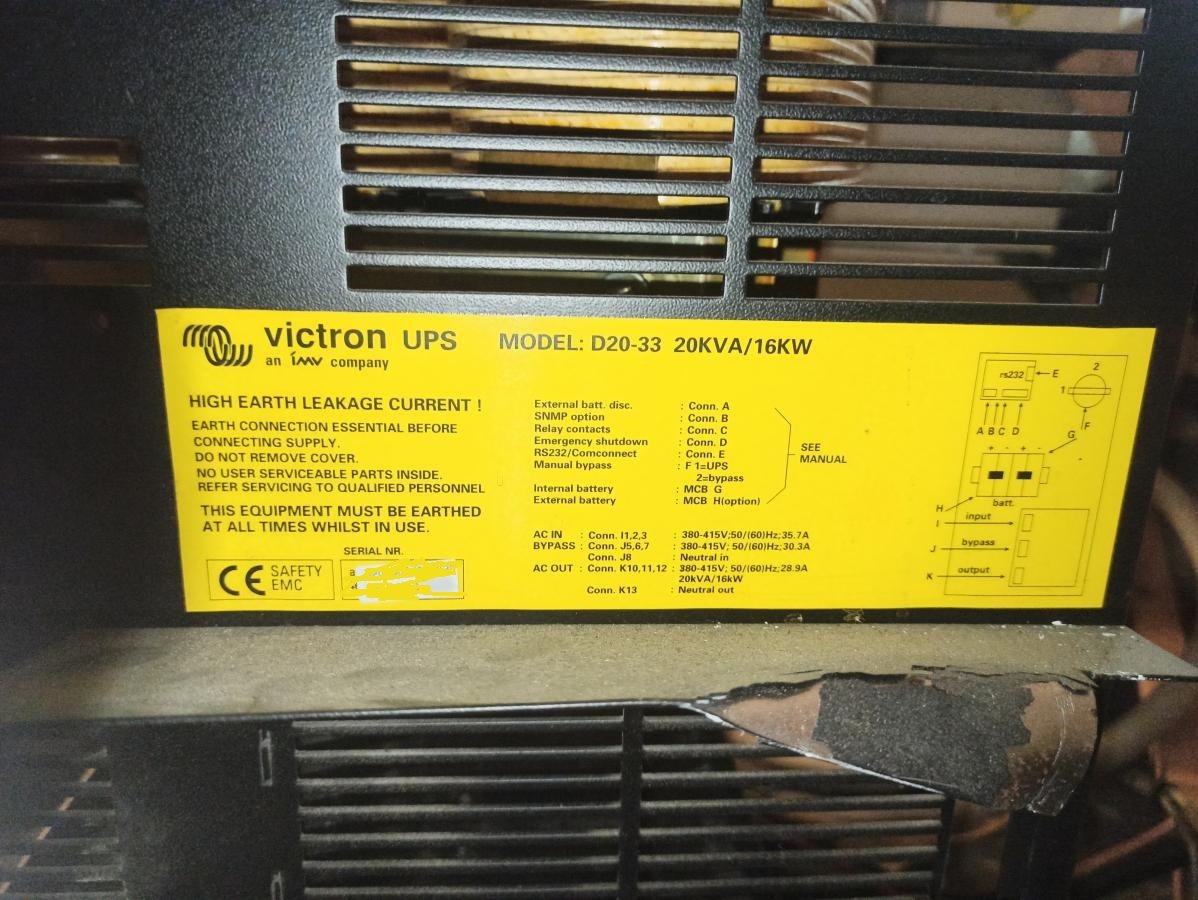 victron UPS
an imv company
MODEL: D20-33 20KVA/16KW
HIGH EARTH LEAKAGE CURRENT !
EARTH CONNECTION ESSENTIAL BEFORE
CONNECTING SUPPLY.
DO NOT REMOVE COVER.
NO USER SERVICEABLE PARTS INSIDE.
REFER SERVICING TO QUALIFIED PERSONNEL
THIS EQUIPMENT MUST BE EARTHED
AT ALL TIMES WHILST IN USE.
SERIAL NR.
CE SAFETY
EMC
External batt. disc. : Conn. A
SNMP option : Conn. B
Relay contacts : Conn. C
Emergency shutdown : Conn. D
RS232/Comconnect : Conn. E
Manual bypass : F 1=UPS
2=bypass
Internal battery : MCB G
External battery : MCB H(option)
SEE
MANUAL
AC IN : Conn. I1,2,3 : 380-415V;50/(60)Hz;35.7A
BYPASS : Conn. J5,6,7 : 380-415V; 50/(60)Hz;30.3A
Conn. J8 : Neutral in
AC OUT : Conn. K10,11,12 : 380-415V; 50/(60)Hz;28.9A
20kVA/16kW
Conn. K13 : Neutral out
rs232 E
1 2
A B C D
F
G
+ - + -
H batt.
I input
J bypass
K output